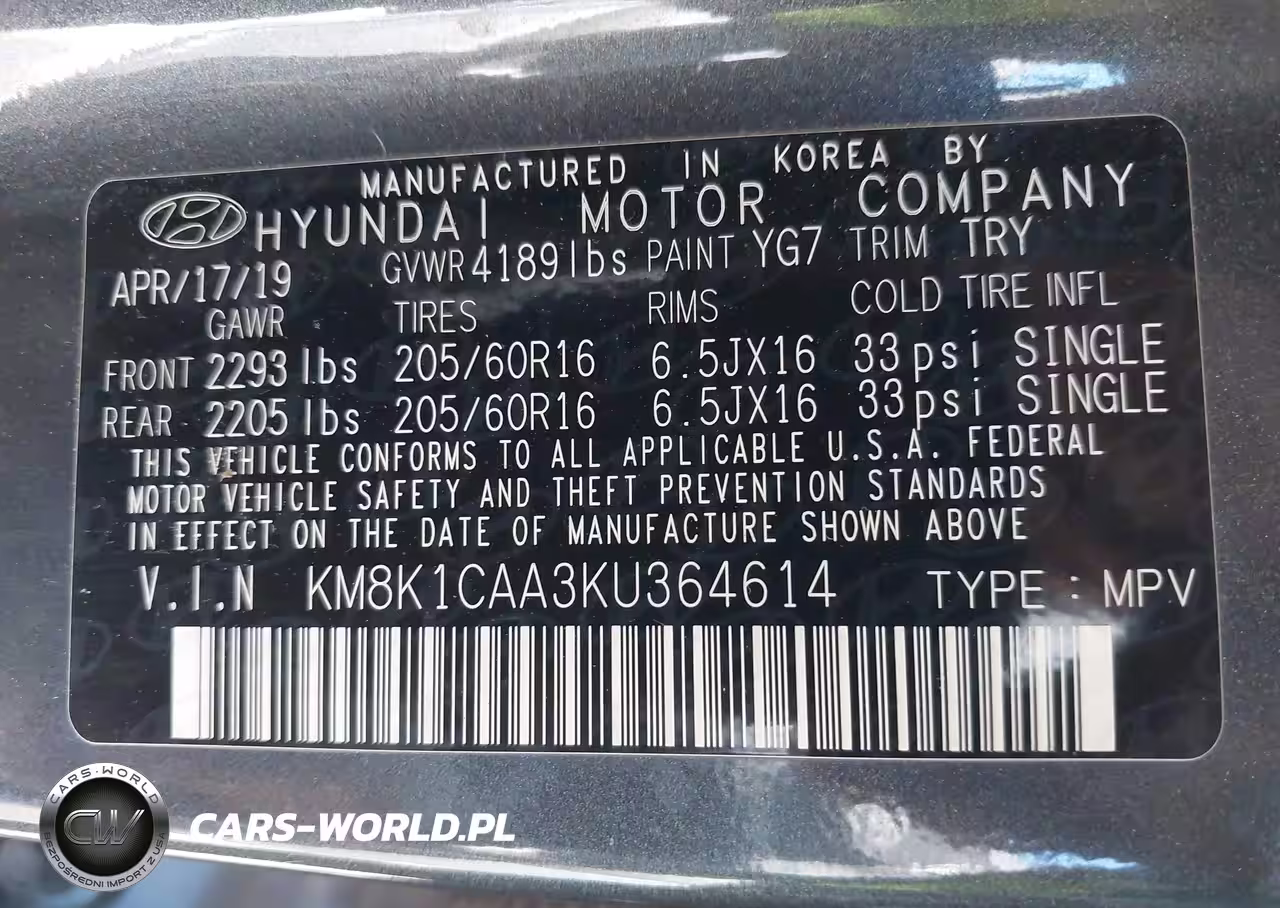 MANUFACTURED IN KOREA BY
HYUNDAI MOTOR COMPANY
APR/17/19 GVWR 4189 lbs PAINT YG7 TRIM TRY
GAWR TIRES RIMS COLD TIRE INFL
FRONT 2293 lbs 205/60R16 6.5JX16 33psi SINGLE
REAR 2205 lbs 205/60R16 6.5JX16 33psi SINGLE
THIS VEHICLE CONFORMS TO ALL APPLICABLE U.S.A. FEDERAL
MOTOR VEHICLE SAFETY AND THEFT PREVENTION STANDARDS
IN EFFECT ON THE DATE OF MANUFACTURE SHOWN ABOVE
V.I.N KM8K1CAA3KU364614 TYPE : MPV
CARS-WORLD
CW
BEZPOŚREDNI IMPORT Z USA
CARS-WORLD.PL